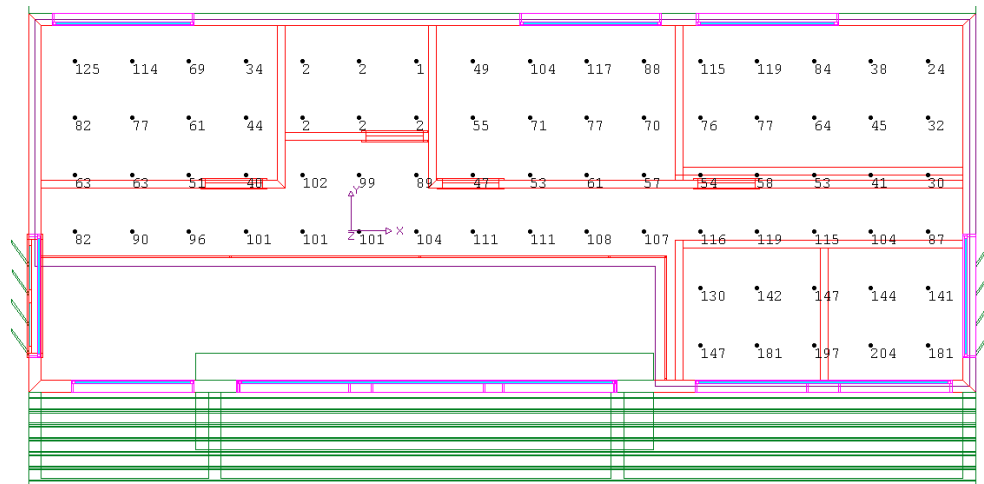 125 114 69 34 2 2 1 49 104 117 88 115 119 84 38 24
82 77 61 44 2 2 2 55 71 77 70 76 77 64 45 32
63 63 51 40 102 99 89 47 53 61 57 54 58 53 41 30
Y
X
Z
82 90 96 101 101 101 104 111 111 108 107 116 119 115 104 87
130 142 147 144 141
147 181 197 204 181